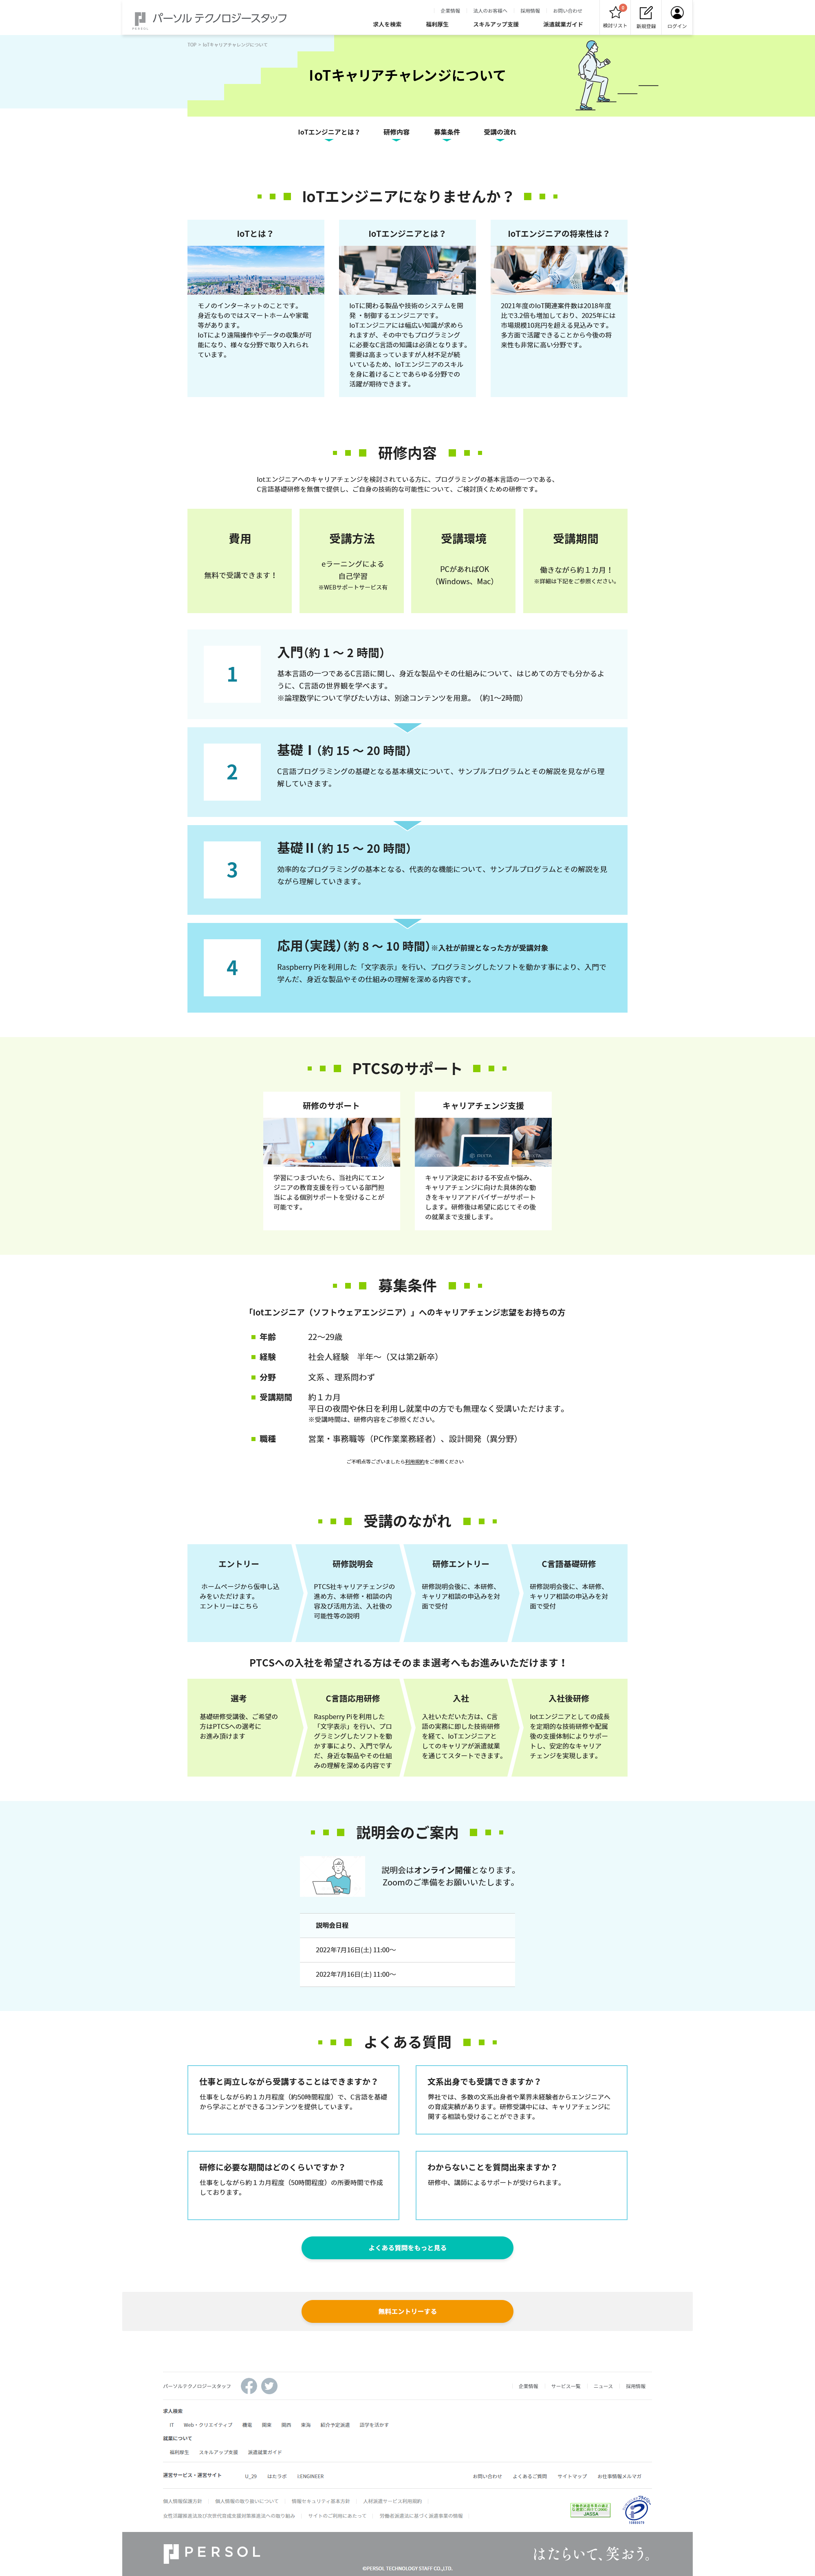 パーソル テクノロジースタッフ
PERSOL
企業情報 法人のお客様へ 採用情報 お問い合わせ
求人を検索 福利厚生 スキルアップ支援 派遣就業ガイド
検討リスト 新規登録 ログイン
TOP > IoTキャリアチャレンジについて
IoTキャリアチャレンジについて
IoTエンジニアとは？ 研修内容 募集条件 受講の流れ
IoTエンジニアになりませんか？
IoTとは？
モノのインターネットのことです。
身近なものではスマートホームや家電
等があります。
IoTにより遠隔操作やデータの収集が可
能になり、様々な分野で取り入れられ
ています。
IoTエンジニアとは？
IoTに関わる製品や技術のシステムを開
発・制御するエンジニアです。
IoTエンジニアには幅広い知識が求めら
れますが、その中でもプログラミング
に必要なC言語の知識は必須となります。
需要は高まっていますが人材不足が続
いているため、IoTエンジニアのスキル
を身に着けることであらゆる分野での
活躍が期待できます。
IoTエンジニアの将来性は？
2021年度のIoT関連案件数は2018年度
比で3.2倍も増加しており、2025年には
市場規模10兆円を超える見込みです。
多方面で活躍できることから今後の将
来性も非常に高い分野です。
研修内容
Iotエンジニアへのキャリアチェンジを検討されている方に、プログラミングの基本言語の一つである、
C言語基礎研修を無償で提供し、ご自身の技術的な可能性について、ご検討頂くための研修です。
費用
無料で受講できます！
受講方法
eラーニングによる
自己学習
※WEBサポートサービス有
受講環境
PCがあればOK
（Windows、Mac）
受講期間
働きながら約１カ月！
※詳細は下記をご参照ください。
1
入門（約 1 ～ 2 時間）
基本言語の一つであるC言語に関し、身近な製品やその仕組みについて、はじめての方でも分かるよ
うに、C言語の世界観を学べます。
※論理数学について学びたい方は、別途コンテンツを用意。（約1～2時間）
2
基礎Ⅰ（約 15 ～ 20 時間）
C言語プログラミングの基礎となる基本構文について、サンプルプログラムとその解説を見ながら理
解していきます。
3
基礎Ⅱ（約 15 ～ 20 時間）
効率的なプログラミングの基本となる、代表的な機能について、サンプルプログラムとその解説を見
ながら理解していきます。
4
応用（実践）（約 8 ～ 10 時間）※入社が前提となった方が受講対象
Raspberry Piを利用した「文字表示」を行い、プログラミングしたソフトを動かす事により、入門で
学んだ、身近な製品やその仕組みの理解を深める内容です。
PTCSのサポート
研修のサポート
学習につまづいたら、当社内にてエン
ジニアの教育支援を行っている部門担
当による個別サポートを受けることが
可能です。
キャリアチェンジ支援
キャリア決定における不安点や悩み、
キャリアチェンジに向けた具体的な動
きをキャリアアドバイザーがサポート
します。研修後は希望に応じてその後
の就業まで支援します。
募集条件
「Iotエンジニア（ソフトウェアエンジニア）」へのキャリアチェンジ志望をお持ちの方
年齢 22～29歳
経験 社会人経験 半年～（又は第2新卒）
分野 文系 、理系問わず
受講期間 約１カ月
平日の夜間や休日を利用し就業中の方でも無理なく受講いただけます。
※受講時間は、研修内容をご参照ください。
職種 営業・事務職等（PC作業業務経者）、設計開発（異分野）
ご不明点等ございましたら利用規約をご参照ください
受講のながれ
エントリー
ホームページから仮申し込
みをいただけます。
エントリーはこちら
研修説明会
PTCS社キャリアチェンジの
進め方、本研修・相談の内
容及び活用方法、入社後の
可能性等の説明
研修エントリー
研修説明会後に、本研修、
キャリア相談の申込みを対
面で受付
C言語基礎研修
研修説明会後に、本研修、
キャリア相談の申込みを対
面で受付
PTCSへの入社を希望される方はそのまま選考へもお進みいただけます！
選考
基礎研修受講後、ご希望の
方はPTCSへの選考に
お進み頂けます
C言語応用研修
Raspberry Piを利用した
「文字表示」を行い、プロ
グラミングしたソフトを動
かす事により、入門で学ん
だ、身近な製品やその仕組
みの理解を深める内容です
入社
入社いただいた方は、C言
語の実務に即した技術研修
を経て、IoTエンジニアと
してのキャリアが派遣就業
を通じてスタートできます。
入社後研修
Iotエンジニアとしての成長
を定期的な技術研修や配属
後の支援体制によりサポー
トし、安定的なキャリア
チェンジを実現します。
説明会のご案内
説明会はオンライン開催となります。
Zoomのご準備をお願いいたします。
説明会日程
2022年7月16日(土) 11:00～
2022年7月16日(土) 11:00～
よくある質問
仕事と両立しながら受講することはできますか？
仕事をしながら約１カ月程度（約50時間程度）で、C言語を基礎
から学ぶことができるコンテンツを提供しています。
文系出身でも受講できますか？
弊社では、多数の文系出身者や業界未経験者からエンジニアへ
の育成実績があります。研修受講中には、キャリアチェンジに
関する相談も受けることができます。
研修に必要な期間はどのくらいですか？
仕事をしながら約１カ月程度（50時間程度）の所要時間で作成
しております。
わからないことを質問出来ますか？
研修中、講師によるサポートが受けられます。
よくある質問をもっと見る
無料エントリーする
パーソルテクノロジースタッフ
企業情報 サービス一覧 ニュース 採用情報
求人検索
IT Web・クリエイティブ 機電 関東 関西 東海 紹介予定派遣 語学を活かす
就業について
福利厚生 スキルアップ支援 派遣就業ガイド
運営サービス・運営サイト U_29 はたラボ i:ENGINEER
お問い合わせ よくあるご質問 サイトマップ お仕事情報メルマガ
個人情報保護方針 個人情報の取り扱いについて 情報セキュリティ基本方針 人材派遣サービス利用規約
女性活躍推進法及び次世代育成支援対策推進法への取り組み サイトのご利用にあたって 労働者派遣法に基づく派遣事業の情報
JASSA
PERSOL
はたらいて、笑おう。
©PERSOL TECHNOLOGY STAFF CO.,LTD.